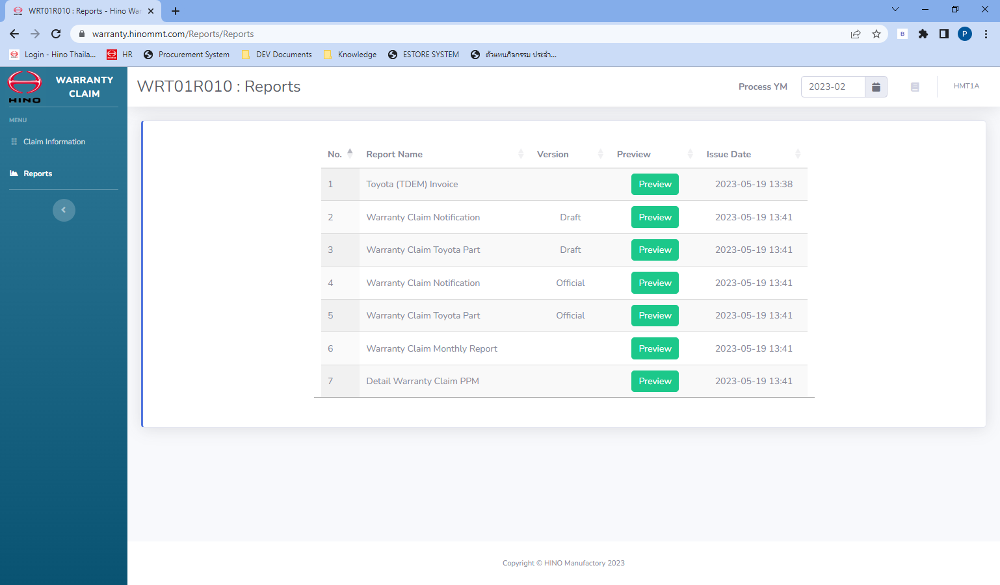 WRT01R010 : Reports - Hino War
warranty.hinommt.com/Reports/Reports
B
P
Login - Hino Thaila...
HR
Procurement System
DEV Documents
Knowledge
ESTORE SYSTEM
ตัวแทนกิจกรรม ประจำ...
HINO
WARRANTY
CLAIM
WRT01R010 : Reports
Process YM
2023-02
HMT1A
MENU
Claim Information
Reports
No. Report Name Version Preview Issue Date
1 Toyota (TDEM) Invoice Preview 2023-05-19 13:38
2 Warranty Claim Notification Draft Preview 2023-05-19 13:41
3 Warranty Claim Toyota Part Draft Preview 2023-05-19 13:41
4 Warranty Claim Notification Official Preview 2023-05-19 13:41
5 Warranty Claim Toyota Part Official Preview 2023-05-19 13:41
6 Warranty Claim Monthly Report Preview 2023-05-19 13:41
7 Detail Warranty Claim PPM Preview 2023-05-19 13:41
Copyright © HINO Manufactory 2023